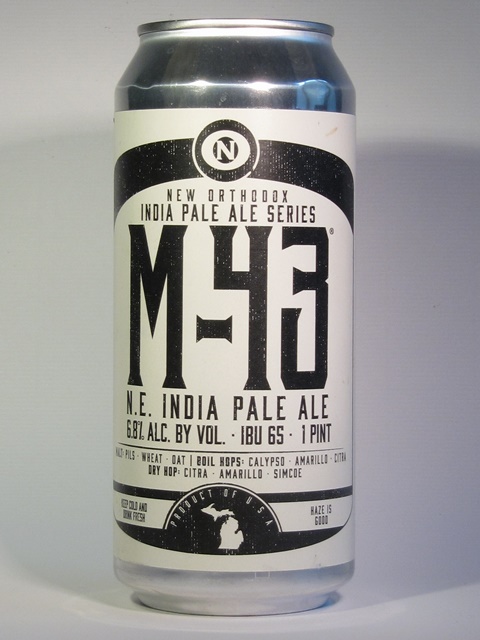 N
NEW ORTHODOX
INDIA PALE ALE SERIES
M-43®
N.E. INDIA PALE ALE
6.8% ALC. BY VOL. · IBU 65 · 1 PINT
MALT: PILS · WHEAT · OAT | BOIL HOPS: CALYPSO · AMARILLO · CITRA
DRY HOP: CITRA · AMARILLO · SIMCOE
PRODUCT OF U.S.A
KEEP COLD AND
DRINK FRESH
HAZE IS
GOOD